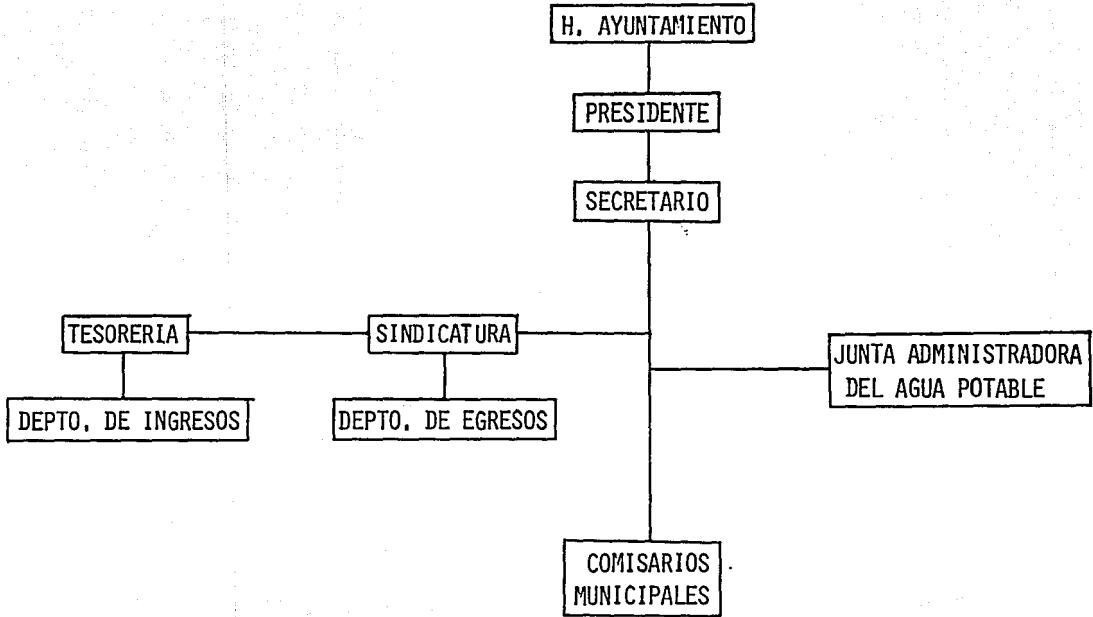 H. AYUNTAMIENTO
PRESIDENTE
SECRETARIO
TESORERIA
SINDICATURA
JUNTA ADMINISTRADORA
DEL AGUA POTABLE
DEPTO. DE INGRESOS
DEPTO. DE EGRESOS
COMISARIOS
MUNICIPALES